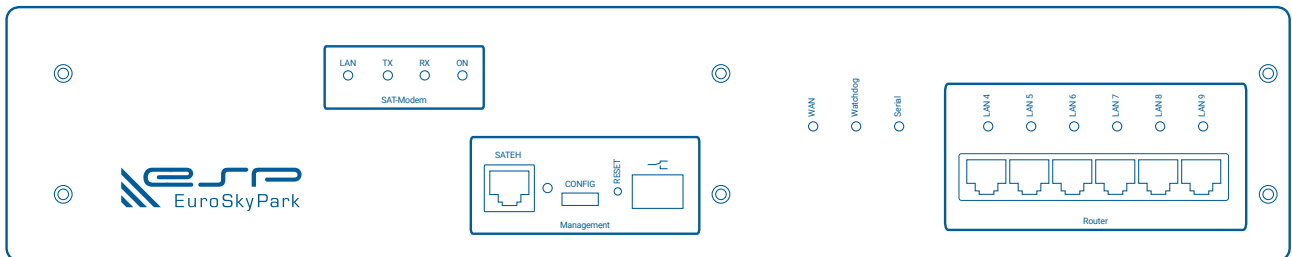 LAN TX RX ON
SAT-Modem
WAN Watchdog Serial
LAN 4 LAN 5 LAN 6 LAN 7 LAN 8 LAN 9
Router
SATEH CONFIG RESET
Management
esp
EuroSkyPark